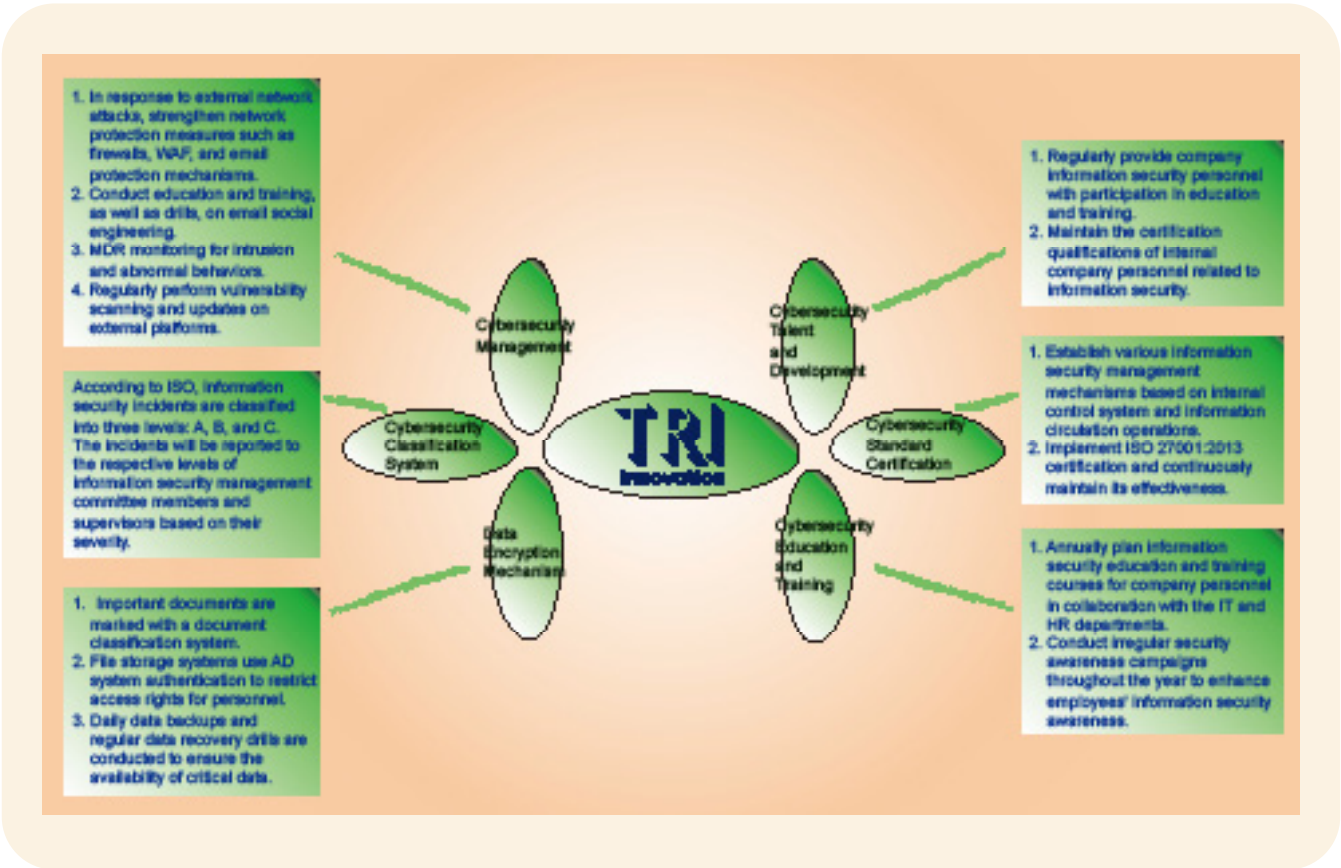 1. In response to external network
attacks, strengthen network
protection measures such as
firewalls, WAF, and email
protection mechanisms.
2. Conduct education and training,
as well as drills, on email social
engineering.
3. MDR monitoring for intrusion
and abnormal behaviors.
4. Regularly perform vulnerability
scanning and updates on
external platforms.
According to ISO, information
security incidents are classified
into three levels: A, B, and C.
The incidents will be reported to
the respective levels of
information security management
committee members and
supervisors based on their
severity.
1. Important documents are
marked with a document
classification system.
2. File storage systems use AD
system authentication to restrict
access rights for personnel.
3. Daily data backups and
regular data recovery drills are
conducted to ensure the
availability of critical data.
Cybersecurity
Management
Cybersecurity
Classification
System
Data
Encryption
Mechanism
TRI
Innovation
Cybersecurity
Talent
and
Development
Cybersecurity
Standard
Certification
Cybersecurity
Education
and
Training
1. Regularly provide company
information security personnel
with participation in education
and training.
2. Maintain the certification
qualifications of internal
company personnel related to
information security.
1. Establish various information
security management
mechanisms based on internal
control system and information
circulation operations.
2. Implement ISO 27001:2013
certification and continuously
maintain its effectiveness.
1. Annually plan information
security education and training
courses for company personnel
in collaboration with the IT and
HR departments.
2. Conduct irregular security
awareness campaigns
throughout the year to enhance
employees' information security
awareness.